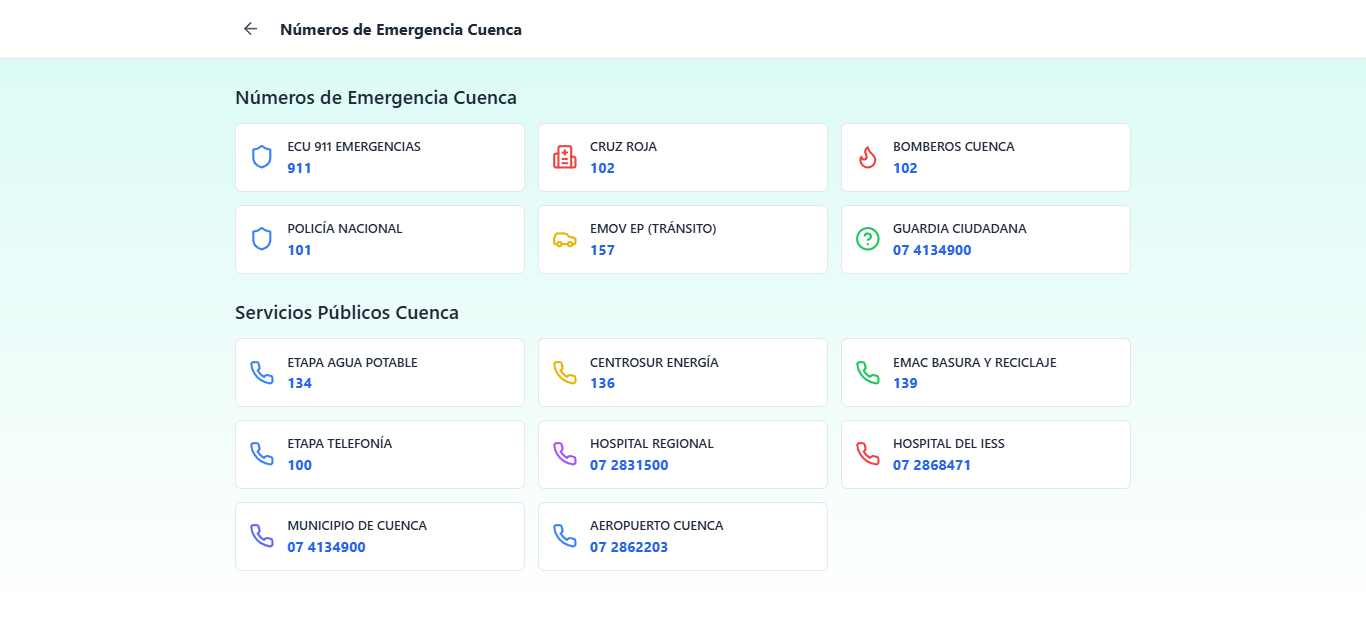 Números de Emergencia Cuenca
Números de Emergencia Cuenca
ECU 911 EMERGENCIAS
911
CRUZ ROJA
102
BOMBEROS CUENCA
102
POLICÍA NACIONAL
101
EMOV EP (TRÁNSITO)
157
GUARDIA CIUDADANA
07 4134900
Servicios Públicos Cuenca
ETAPA AGUA POTABLE
134
CENTROSUR ENERGÍA
136
EMAC BASURA Y RECICLAJE
139
ETAPA TELEFONÍA
100
HOSPITAL REGIONAL
07 2831500
HOSPITAL DEL IESS
07 2868471
MUNICIPIO DE CUENCA
07 4134900
AEROPUERTO CUENCA
07 2862203